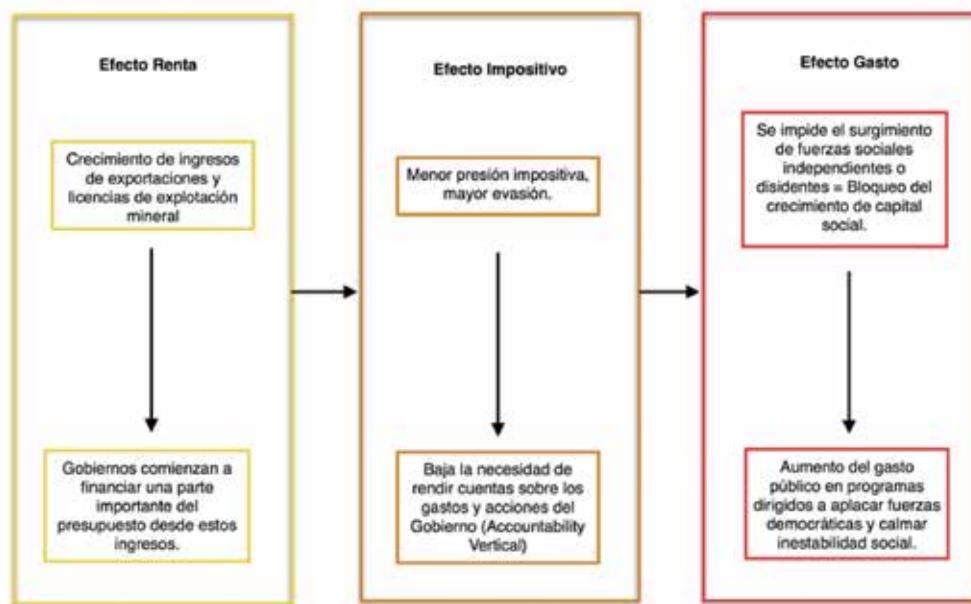 Efecto Renta
Crecimiento de ingresos
de exportaciones y
licencias de explotación
mineral
Gobiernos comienzan a
financiar una parte
importante del
presupuesto desde estos
ingresos.
Efecto Impositivo
Menor presión impositiva,
mayor evasión.
Baja la necesidad de
rendir cuentas sobre los
gastos y acciones del
Gobierno (Accountability
Vertical)
Efecto Gasto
Se impide el surgimiento
de fuerzas sociales
independientes o
disidentes = Bloqueo del
crecimiento de capital
social.
Aumento del gasto
público en programas
dirigidos a aplacar fuerzas
democráticas y calmar
inestabilidad social.